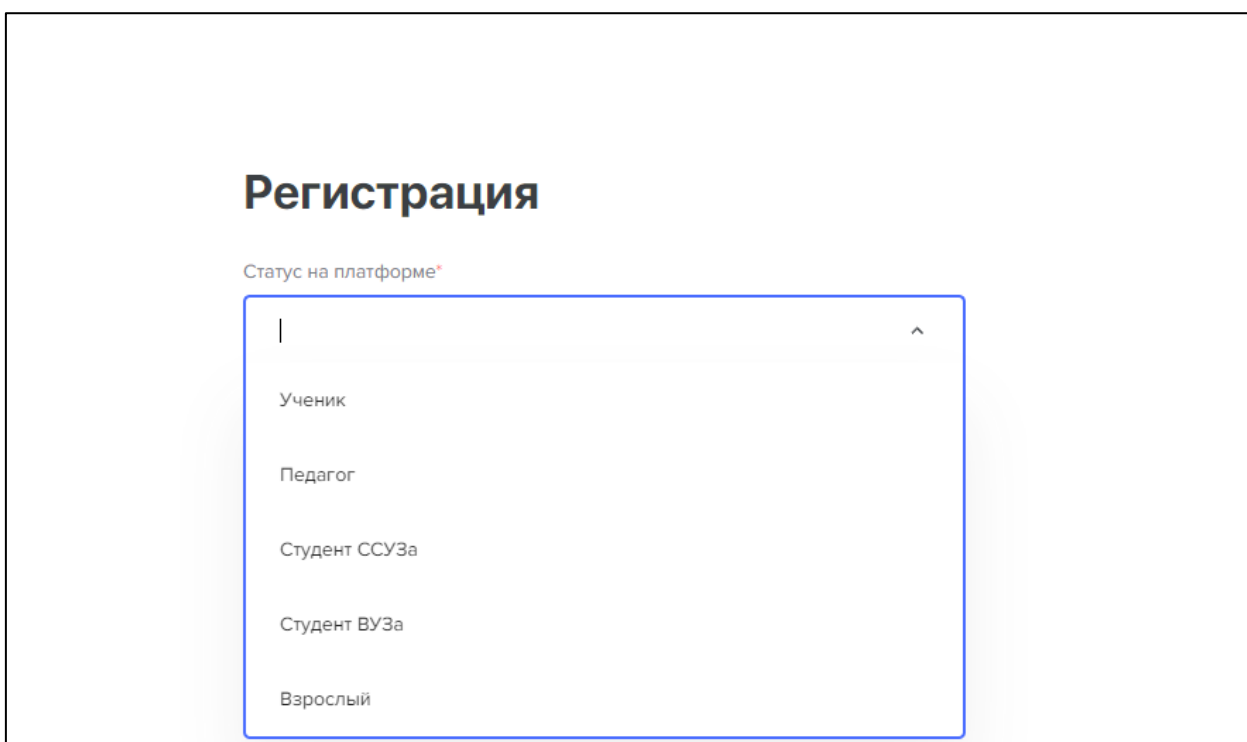 Регистрация
Статус на платформе*
Ученик
Педагог
Студент ССУЗа
Студент ВУЗа
Взрослый